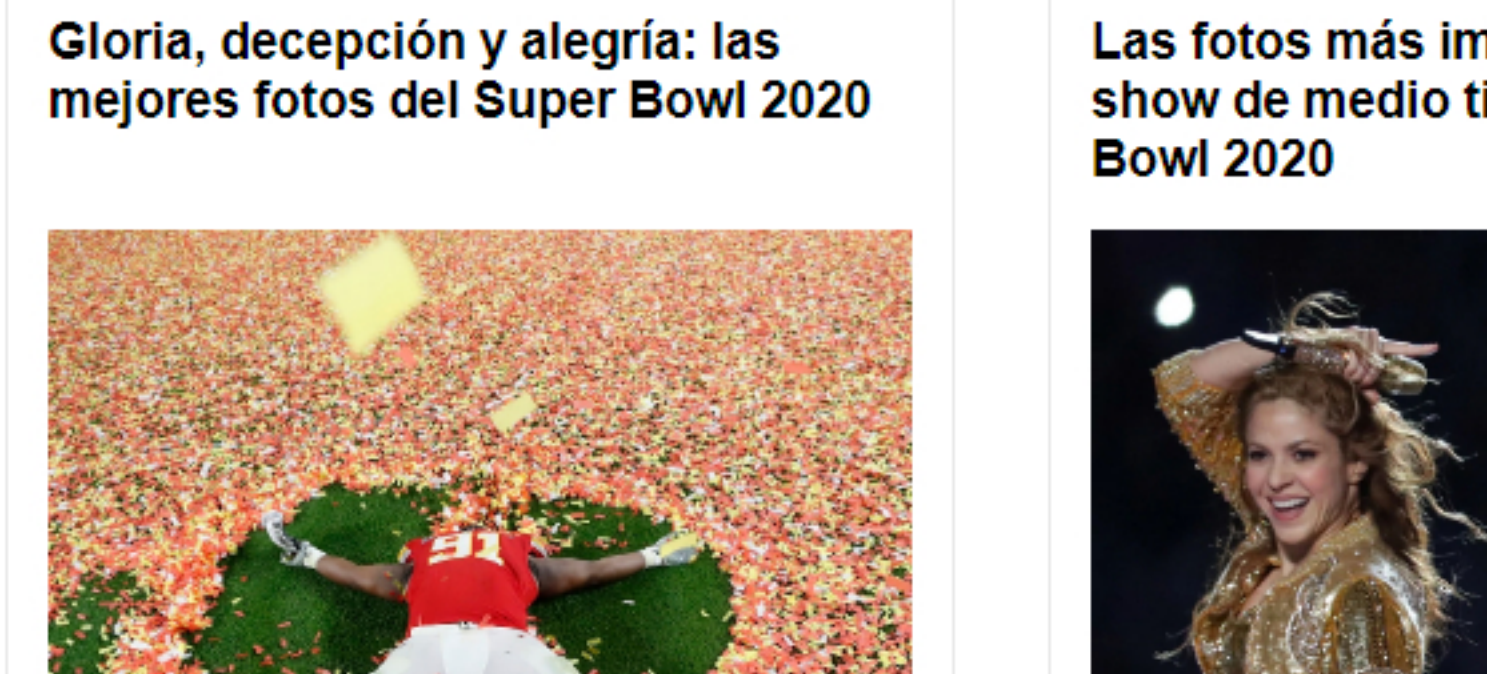 Gloria, decepción y alegría: las
mejores fotos del Super Bowl 2020
Las fotos más im
show de medio ti
Bowl 2020
91